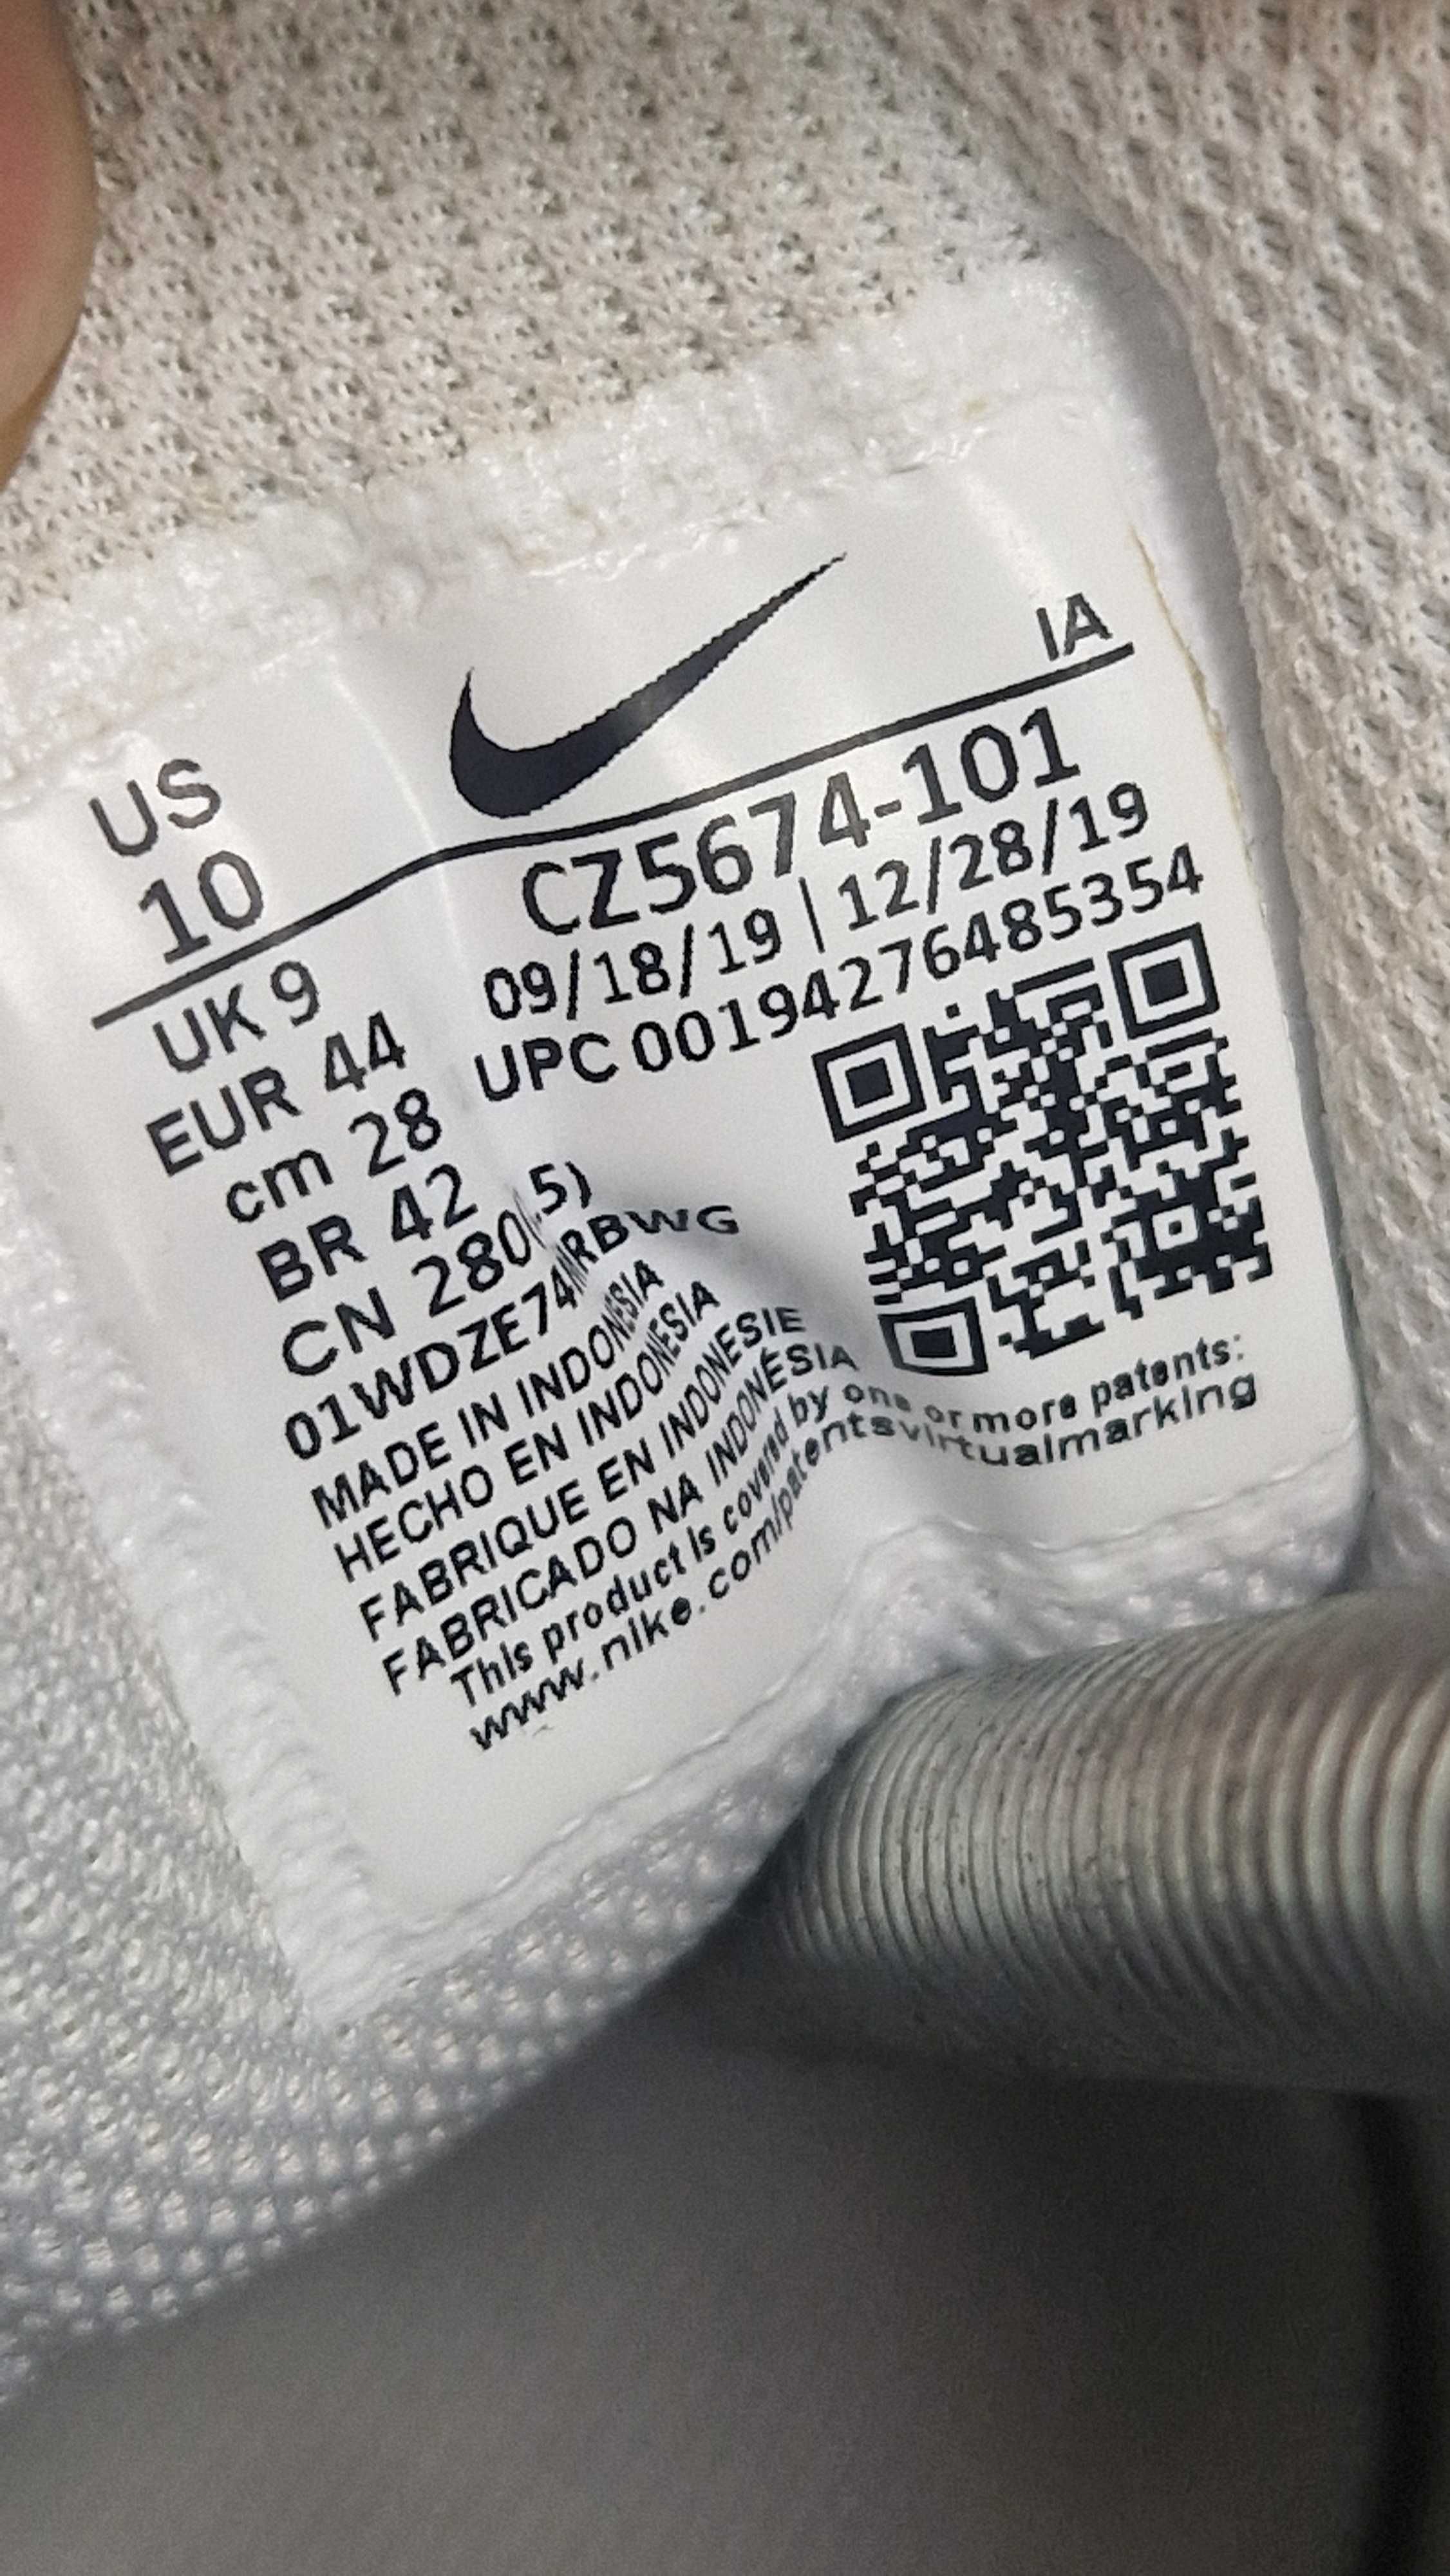 US
10
IA
CZ5674-101
09/18/19 | 12/28/19
UPC 00194276485354
UK 9
EUR 44
cm 28
BR 42
CN 280(.5)
MADE IN INDONESIA
HECHO EN INDONESIA
FABRIQUE EN INDONESIE
FABRICADO NA INDONÉSIA
This product is covered by one or more patents:
www.nike.com/patentsvirtualmarking